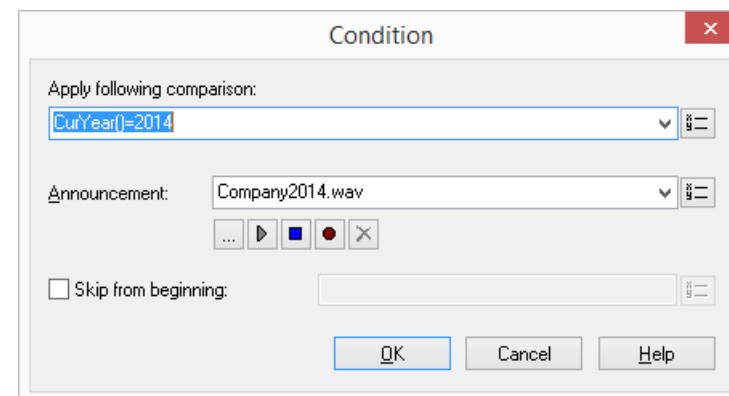 Condition
Apply following comparison:
CurYear()=2014
Announcement: Company2014.wav
...
Skip from beginning:
OK Cancel Help